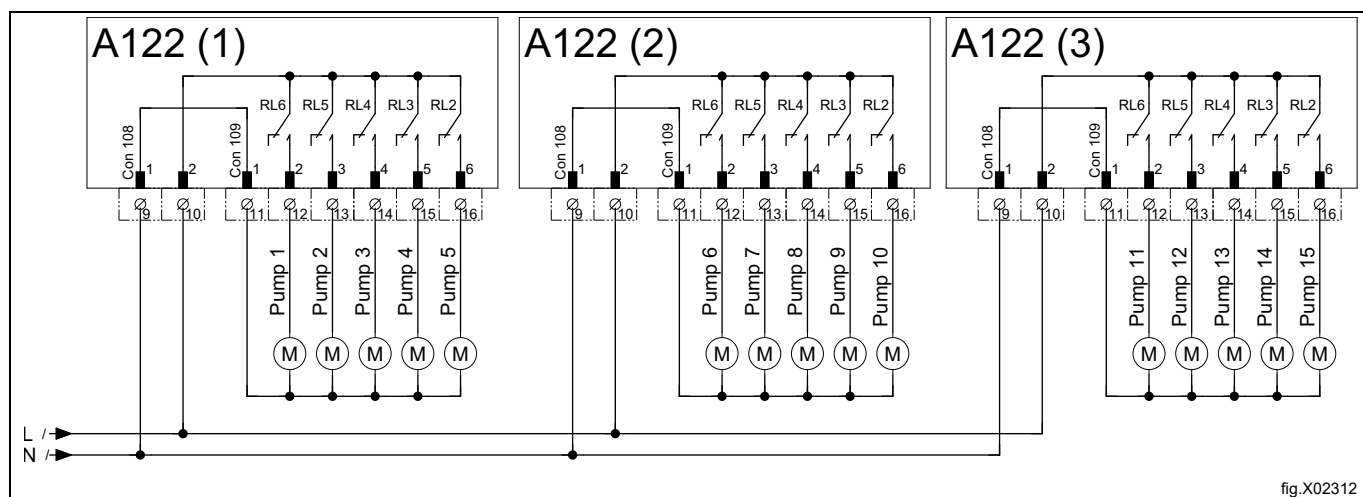 A122 (1) A122 (2) A122 (3)
RL6 RL5 RL4 RL3 RL2 RL6 RL5 RL4 RL3 RL2 RL6 RL5 RL4 RL3 RL2
Con 108 Con 109 Con 108 Con 109 Con 108 Con 109
1 2 1 2 3 4 5 6 1 2 1 2 3 4 5 6 1 2 1 2 3 4 5 6
9 10 11 12 13 14 15 16 9 10 11 12 13 14 15 16 9 10 11 12 13 14 15 16
Pump 1 Pump 2 Pump 3 Pump 4 Pump 5 Pump 6 Pump 7 Pump 8 Pump 9 Pump 10 Pump 11 Pump 12 Pump 13 Pump 14 Pump 15
M M M M M M M M M M M M M M M
L /
N /
fig.X02312